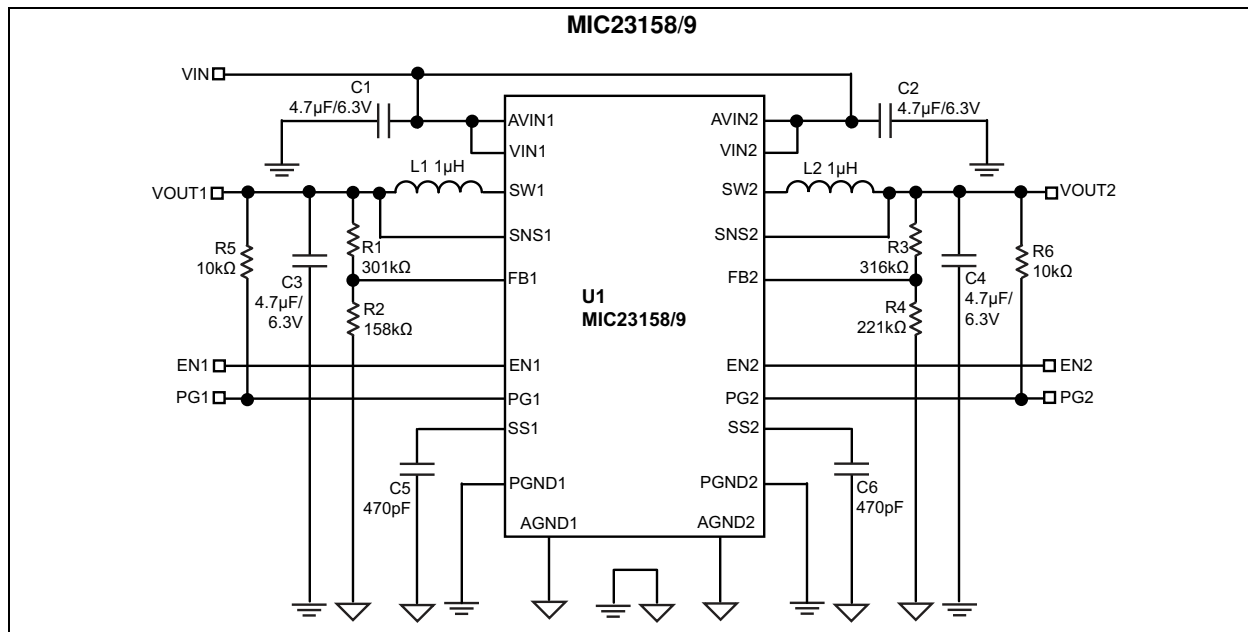 MIC23158/9
VIN
C1
4.7µF/6.3V
C2
4.7µF/6.3V
AVIN1
AVIN2
VIN1
VIN2
L1 1µH
L2 1µH
VOUT1
SW1
SW2
VOUT2
SNS1
SNS2
R5
10kΩ
R1
301kΩ
R3
316kΩ
R6
10kΩ
C3
4.7µF/
6.3V
FB1
FB2
C4
4.7µF/
6.3V
R2
158kΩ
U1
MIC23158/9
R4
221kΩ
EN1
EN1
EN2
EN2
PG1
PG1
PG2
PG2
SS1
SS2
C5
470pF
PGND1
PGND2
C6
470pF
AGND1
AGND2